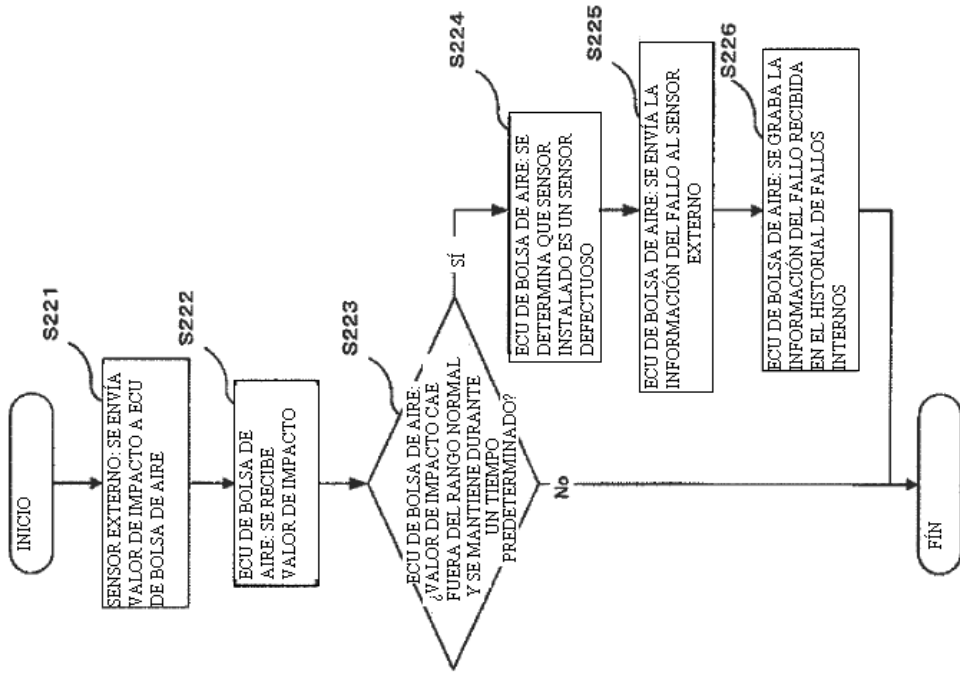 INICIO
S221
SENSOR EXTERNO: SE ENVÍA
VALOR DE IMPACTO A ECU
DE BOLSA DE AIRE
S222
ECU DE BOLSA DE
AIRE: SE RECIBE
VALOR DE IMPACTO
S223
ECU DE BOLSA DE AIRE:
¿VALOR DE IMPACTO CAE
FUERA DEL RANGO NORMAL
Y SE MANTIENE DURANTE
UN TIEMPO
PREDETERMINADO?
SÍ
No
S224
ECU DE BOLSA DE AIRE: SE
DETERMINA QUE SENSOR
INSTALADO ES UN SENSOR
DEFECTUOSO
S225
ECU DE BOLSA DE AIRE: SE ENVÍA LA
INFORMACIÓN DEL FALLO AL SENSOR
EXTERNO
S226
ECU DE BOLSA DE AIRE: SE GRABA LA
INFORMACIÓN DEL FALLO RECIBIDA
EN EL HISTORIAL DE FALLOS
INTERNOS
FÍN